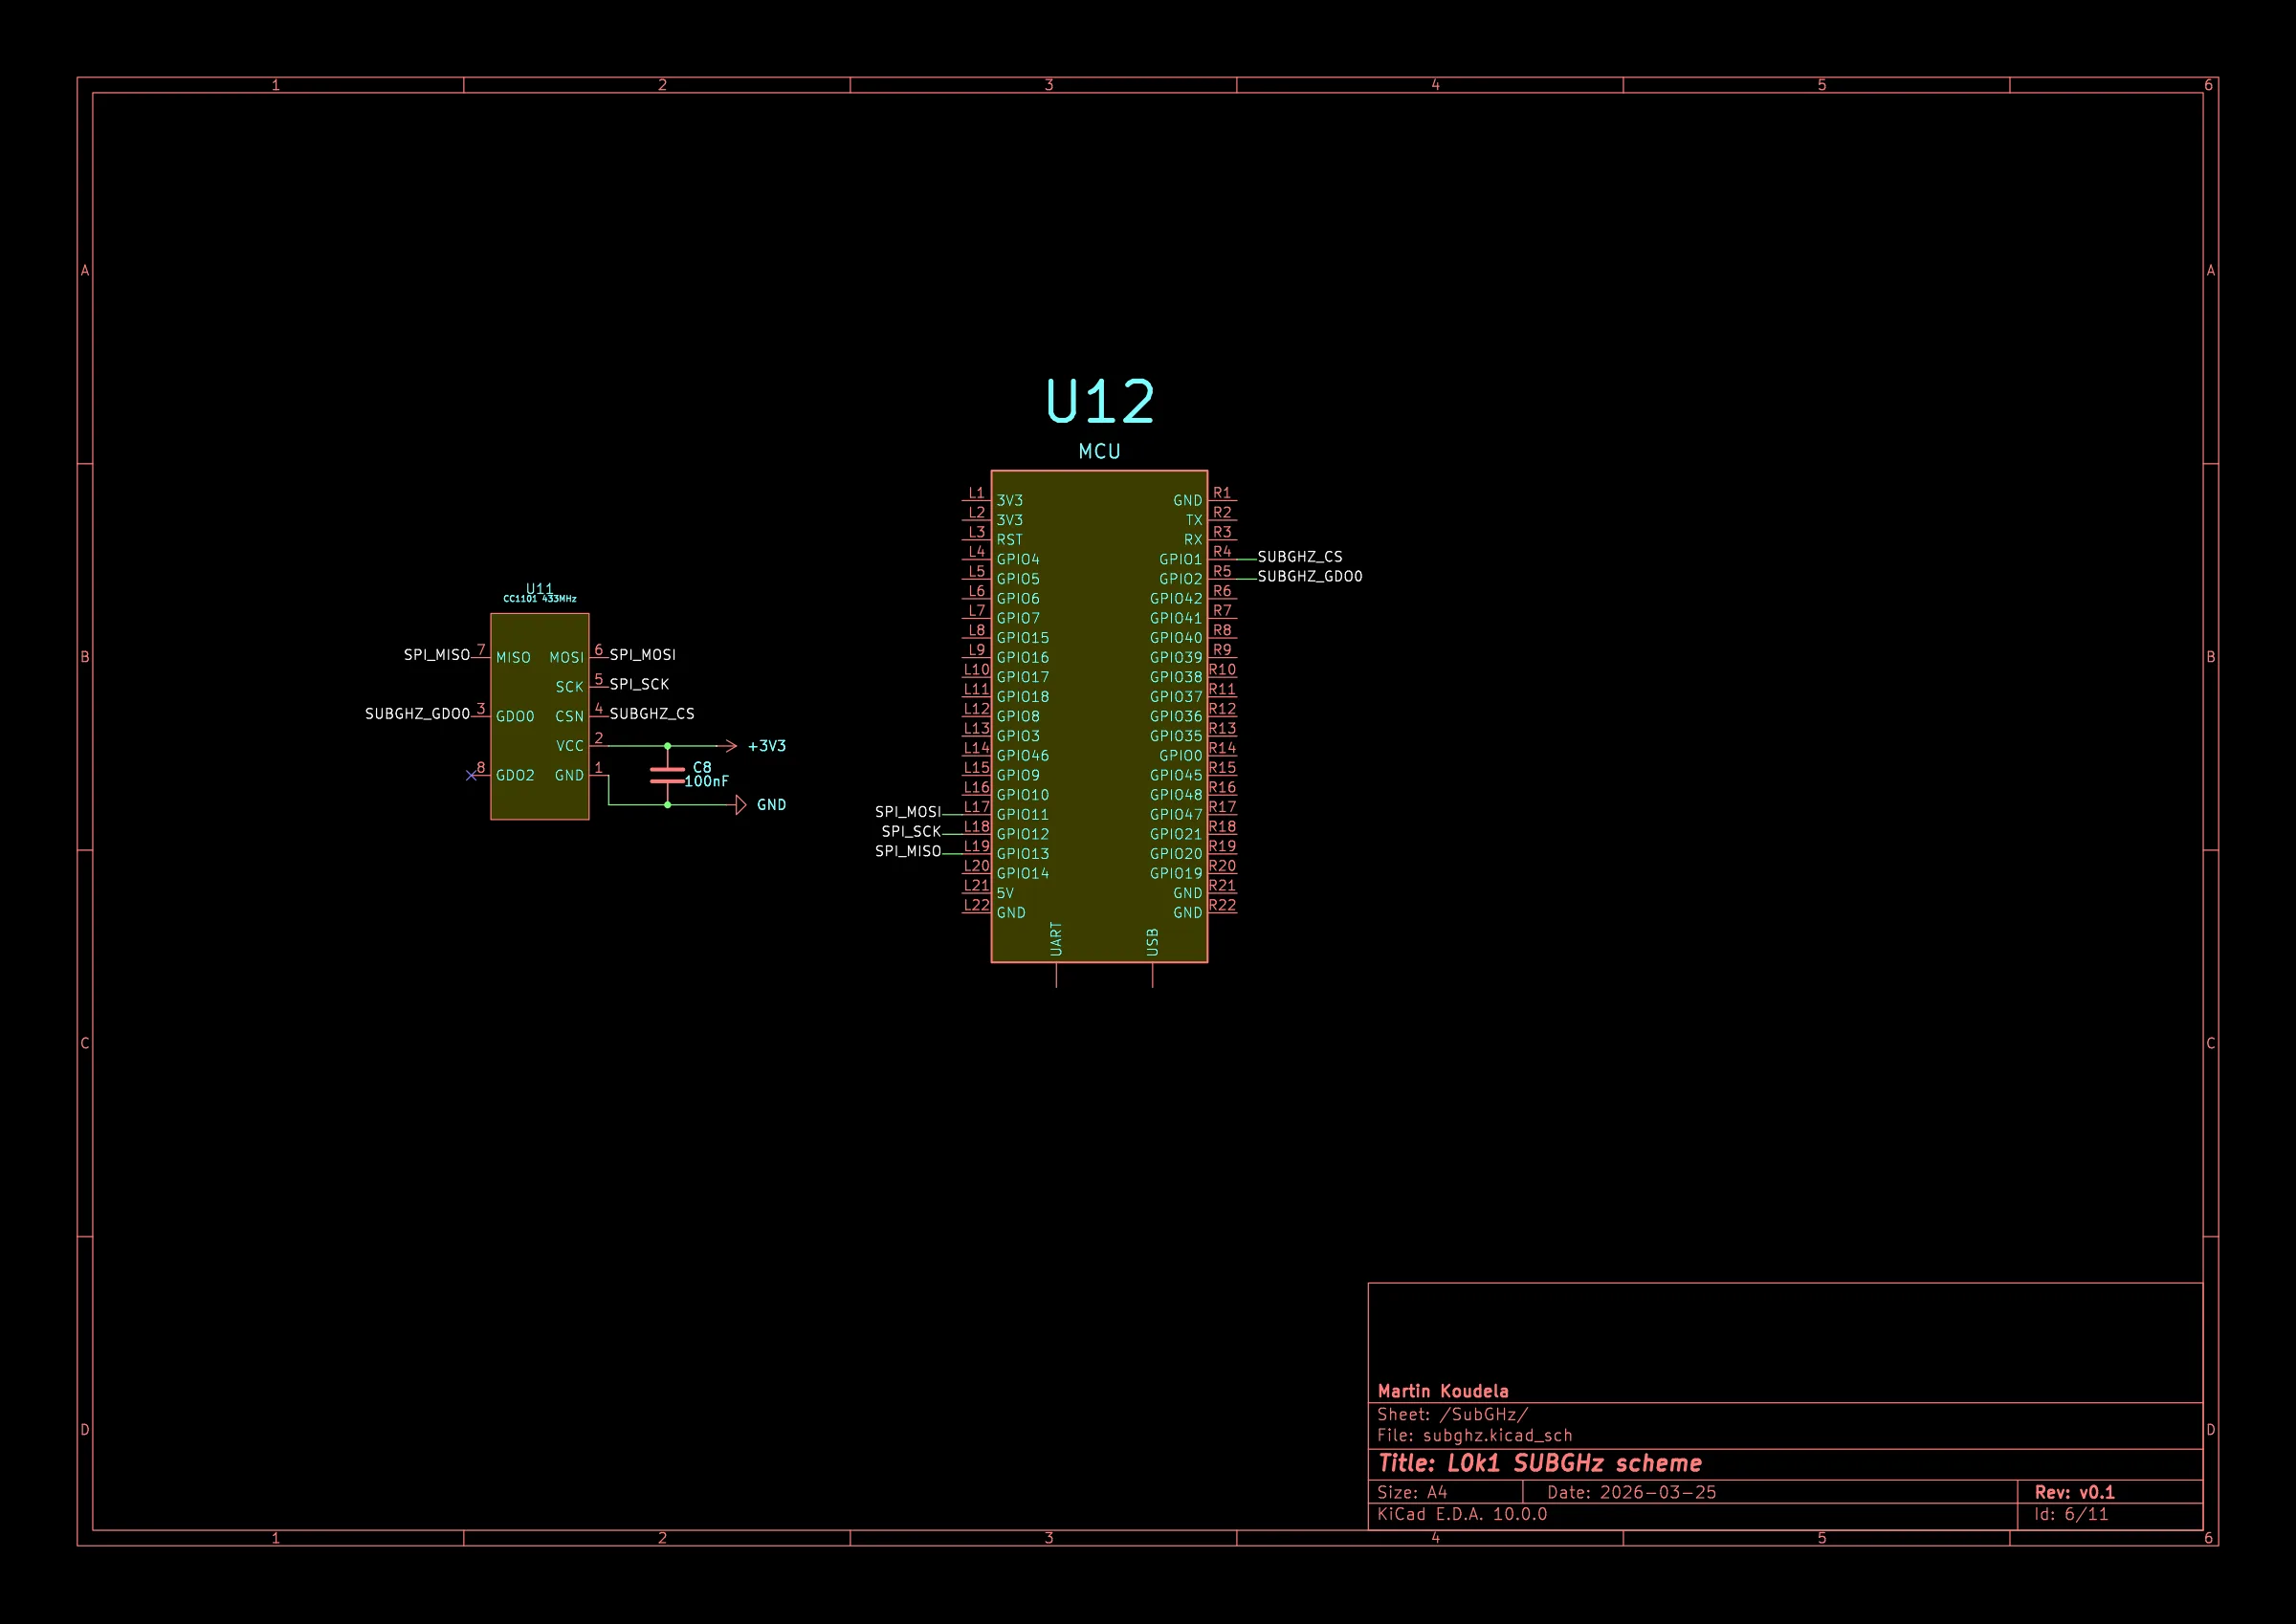 1 2 3 4 5 6
A A
U12
MCU
L1 3V3 GND R1
L2 3V3 TX R2
L3 RST RX R3
L4 GPIO4 GPIO1 R4 SUBGHZ_CS
L5 GPIO5 GPIO2 R5 SUBGHZ_GDO0
L6 GPIO6 GPIO42 R6
L7 GPIO7 GPIO41 R7
L8 GPIO15 GPIO40 R8
L9 GPIO16 GPIO39 R9
L10 GPIO17 GPIO38 R10
L11 GPIO18 GPIO37 R11
L12 GPIO8 GPIO36 R12
L13 GPIO3 GPIO35 R13
L14 GPIO46 GPIO0 R14
L15 GPIO9 GPIO45 R15
L16 GPIO10 GPIO48 R16
SPI_MOSI L17 GPIO11 GPIO47 R17
SPI_SCK L18 GPIO12 GPIO21 R18
SPI_MISO L19 GPIO13 GPIO20 R19
L20 GPIO14 GPIO19 R20
L21 5V GND R21
L22 GND GND R22
UART USB
U11
CC1101 433MHz
B B
SPI_MISO 7 MISO MOSI 6 SPI_MOSI
SCK 5 SPI_SCK
SUBGHZ_GDO0 3 GDO0 CSN 4 SUBGHZ_CS
VCC 2 +3V3
8 GDO2 GND 1
C8
100nF
GND
C C
D D
Martin Koudela
Sheet: /SubGHz/
File: subghz.kicad_sch
Title: L0k1 SUBGHz scheme
Size: A4 Date: 2026-03-25 Rev: v0.1
KiCad E.D.A. 10.0.0 Id: 6/11
1 2 3 4 5 6